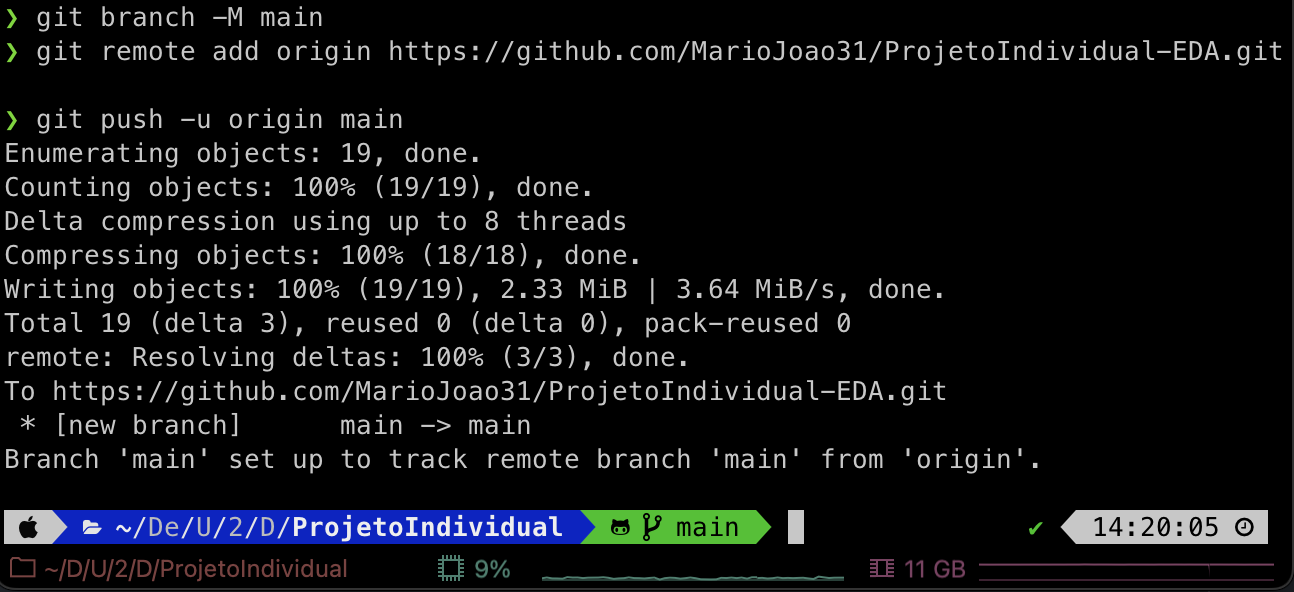 ❯ git branch -M main
❯ git remote add origin https://github.com/MarioJoao31/ProjetoIndividual-EDA.git
❯ git push -u origin main
Enumerating objects: 19, done.
Counting objects: 100% (19/19), done.
Delta compression using up to 8 threads
Compressing objects: 100% (18/18), done.
Writing objects: 100% (19/19), 2.33 MiB | 3.64 MiB/s, done.
Total 19 (delta 3), reused 0 (delta 0), pack-reused 0
remote: Resolving deltas: 100% (3/3), done.
To https://github.com/MarioJoao31/ProjetoIndividual-EDA.git
 * [new branch]      main -> main
Branch 'main' set up to track remote branch 'main' from 'origin'.
~/De/U/2/D/ProjetoIndividual main ✔ 14:20:05
~/D/U/2/D/ProjetoIndividual 9% 11 GB